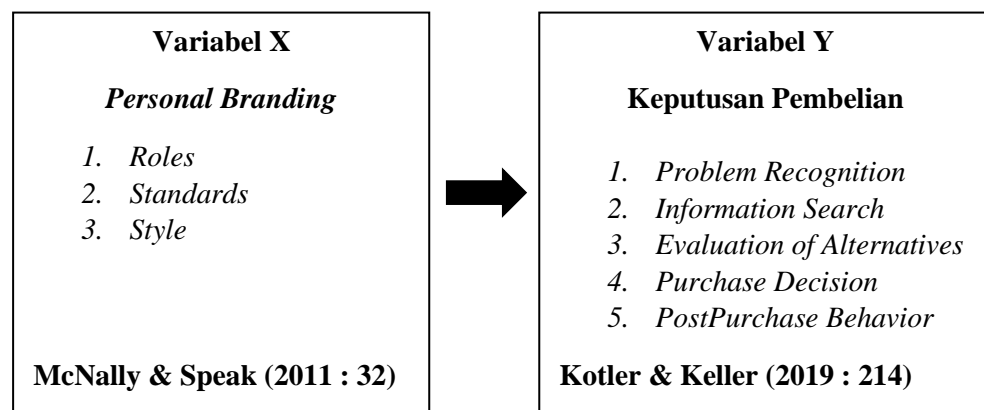 Variabel X
Personal Branding
1. Roles
2. Standards
3. Style
McNally & Speak (2011 : 32)
Variabel Y
Keputusan Pembelian
1. Problem Recognition
2. Information Search
3. Evaluation of Alternatives
4. Purchase Decision
5. PostPurchase Behavior
Kotler & Keller (2019 : 214)